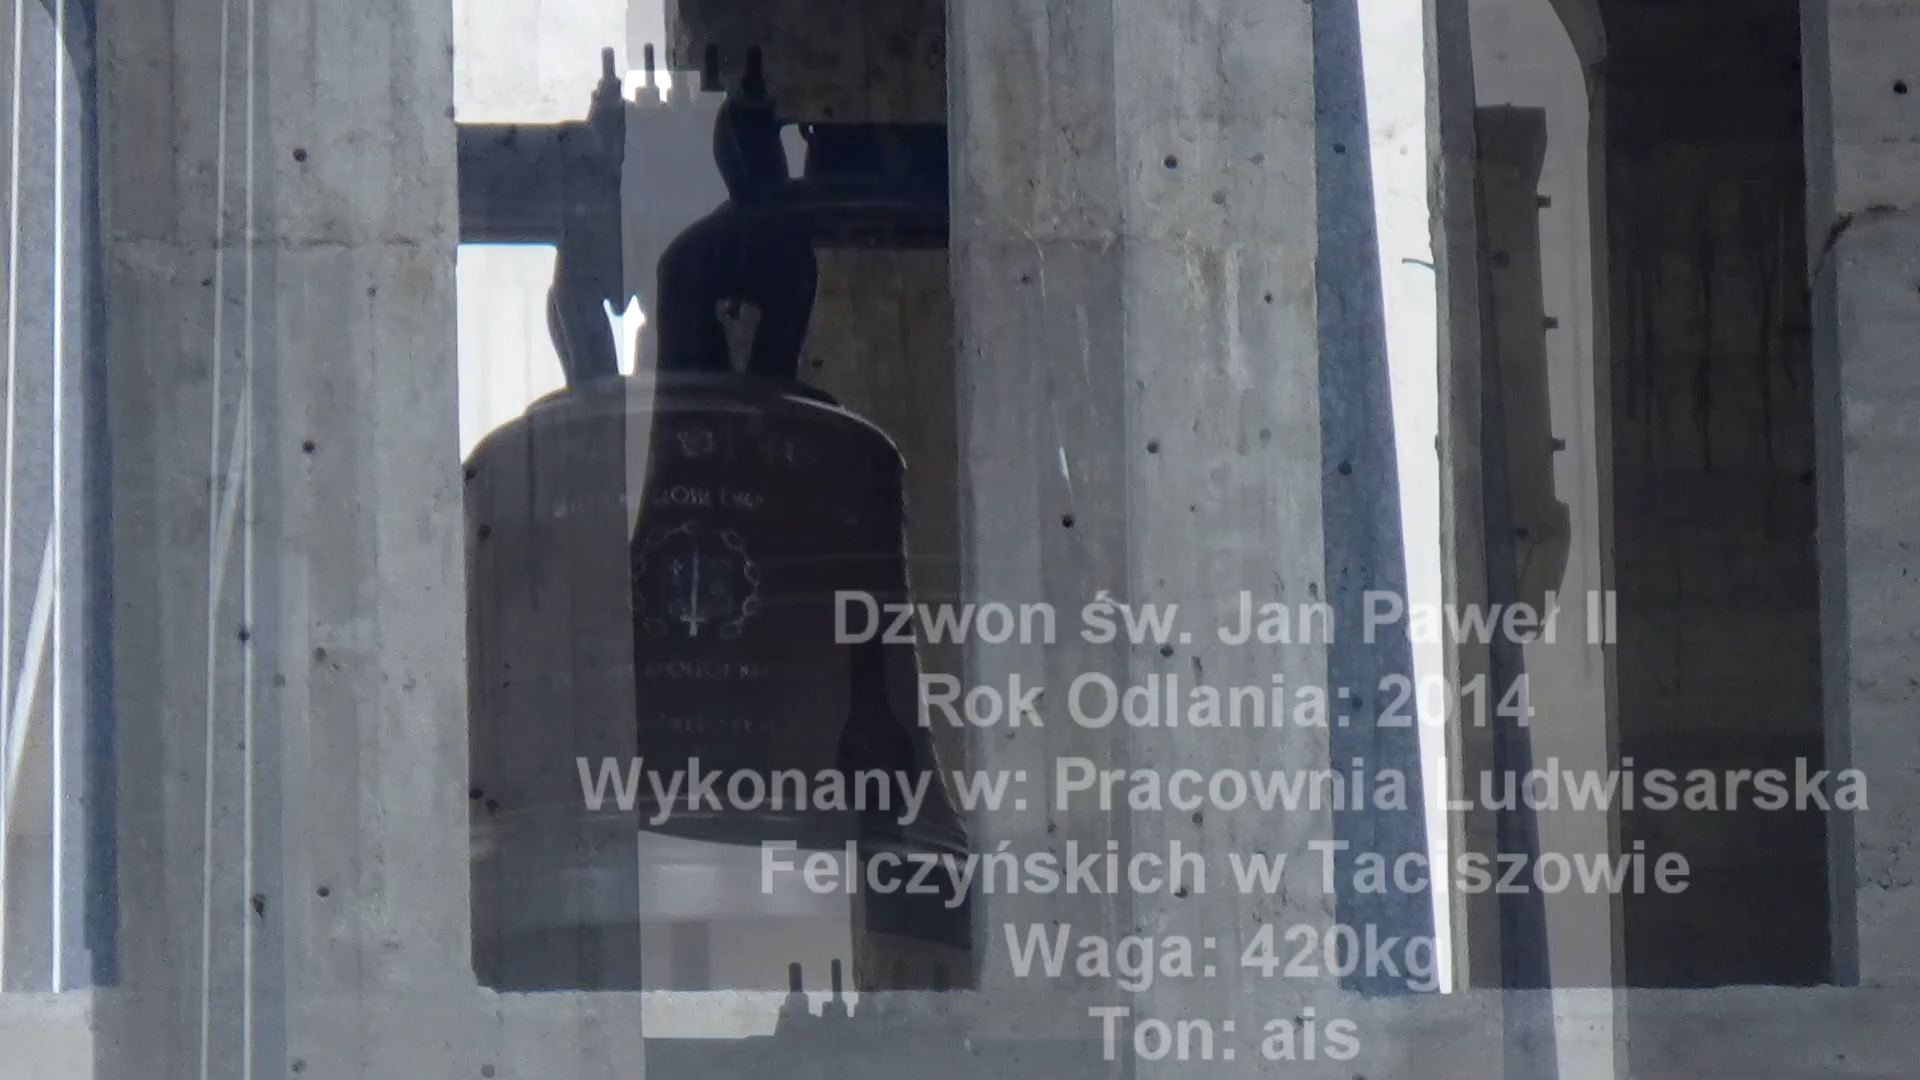 Dzwon św. Jan Paweł II
Rok Odlania: 2014
Wykonany w: Pracownia Ludwisarska
Felczyńskich w Taciszowie
Waga: 420kg
Ton: ais